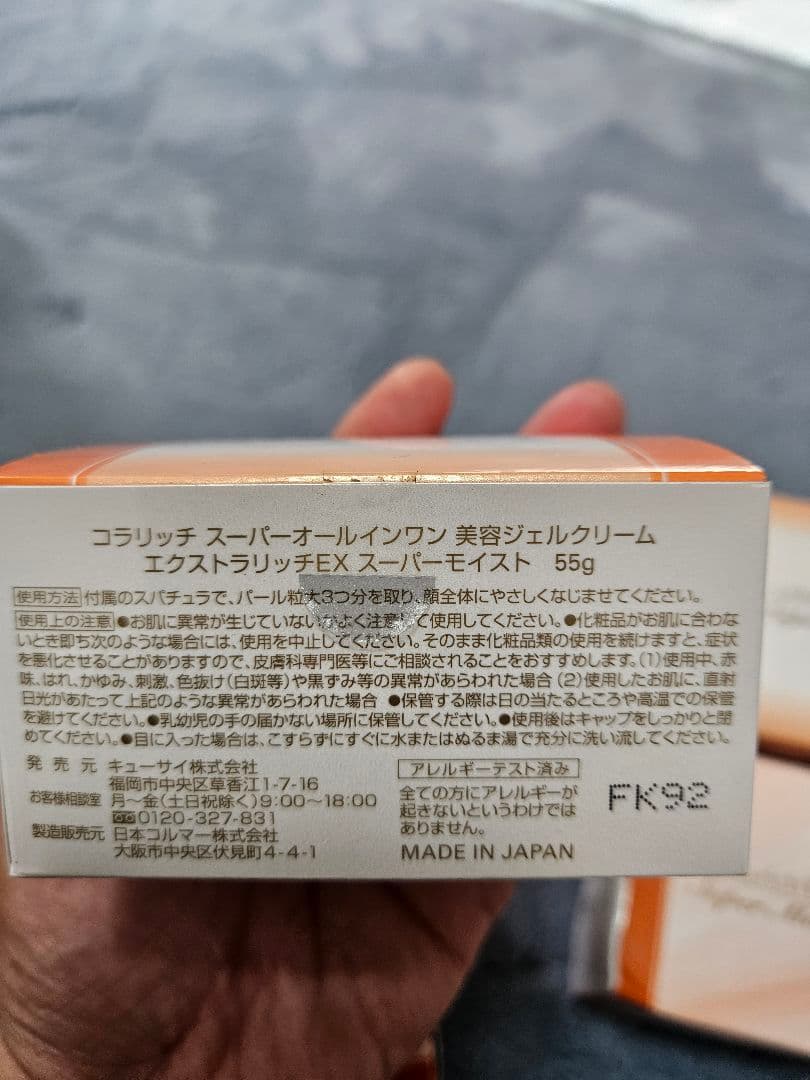 コラリッチ スーパーオールインワン 美容ジェルクリーム
エクストラリッチEX スーパーモイスト 55g
使用方法 付属のスパチュラで、パール粒大3つ分を取り、顔全体にやさしくなじませてください。
使用上の注意 ●お肌に異常が生じていないかよく注意して使用してください。●化粧品がお肌に合わな
いとき即ち次のような場合には、使用を中止してください。そのまま化粧品類の使用を続けますと、症状
を悪化させることがありますので、皮膚科専門医等にご相談されることをおすすめします。(1)使用中、赤
味、はれ、かゆみ、刺激、色抜け(白斑等)や黒ずみ等の異常があらわれた場合 (2)使用したお肌に、直射
日光があたって上記のような異常があらわれた場合 ●保管する際は日の当たるところや高温での保管
を避けてください。●乳幼児の手の届かない場所に保管してください。●使用後はキャップをしっかりと閉
めてください。●目に入った場合は、こすらずにすぐに水またはぬるま湯で充分に洗い流してください。
発売元 キューサイ株式会社
福岡市中央区草香江1-7-16
お客様相談室 月～金(土日祝除く)9:00～18:00
0120-327-831
製造販売元 日本コルマー株式会社
大阪市中央区伏見町4-4-1
アレルギーテスト済み
全ての方にアレルギーが
起きないというわけでは
ありません。
MADE IN JAPAN
FK92